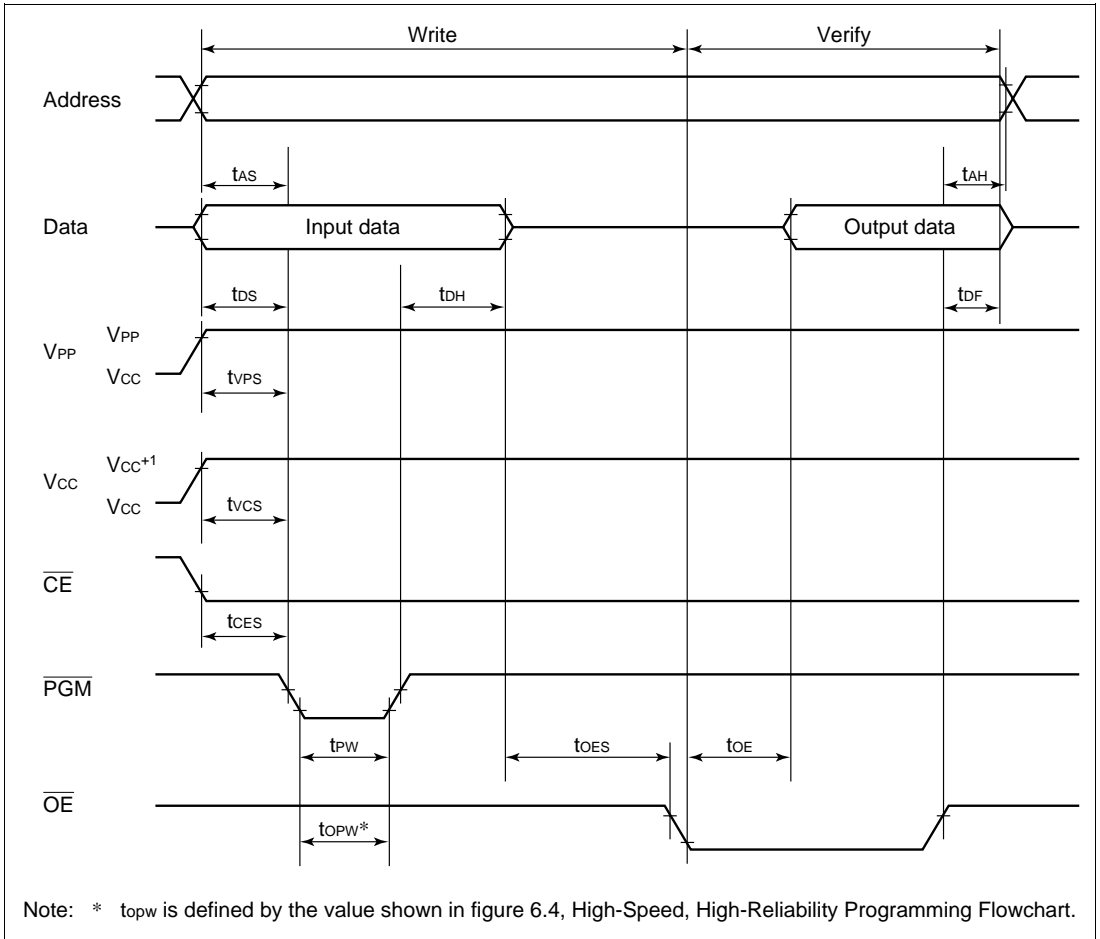 Write Verify
Address
tAS tAH
Data Input data Output data
tDS tDH tDF
VPP VPP
VCC
tVPS
VCC VCC+1
VCC
tVCS
CE
tCES
PGM
tPW tOES tOE
OE
tOPW*
Note: * topw is defined by the value shown in figure 6.4, High-Speed, High-Reliability Programming Flowchart.